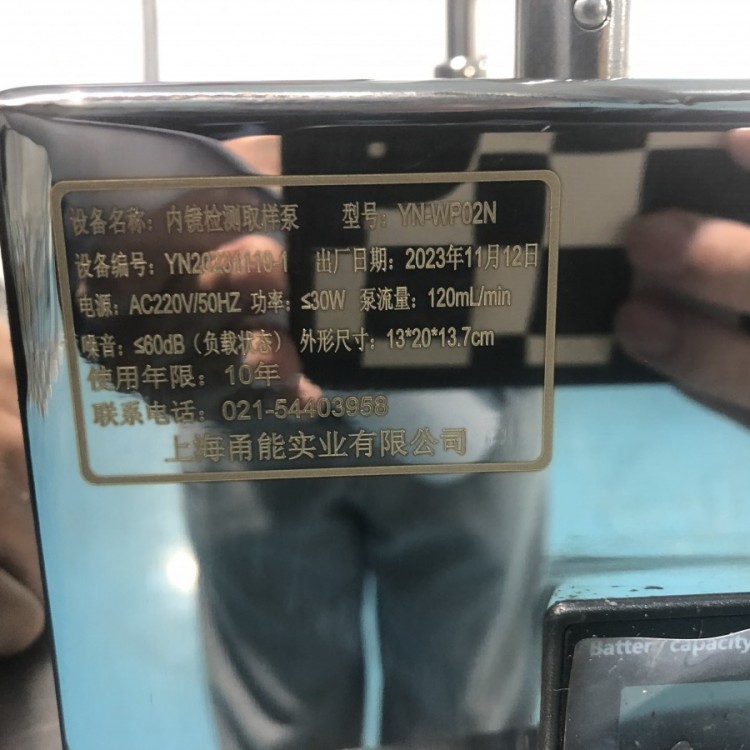 设备名称：内镜检测取样泵 型号：YN-WP02N
设备编号： 出厂日期：2023年11月12日
电源：AC220V/50HZ 功率：≤30W 泵流量：120mL/min
噪音：≤60dB（负载状态） 外形尺寸：13*20*13.7cm
使用年限：10年
联系电话：021-54403958
上海甬能实业有限公司
Battery capacity